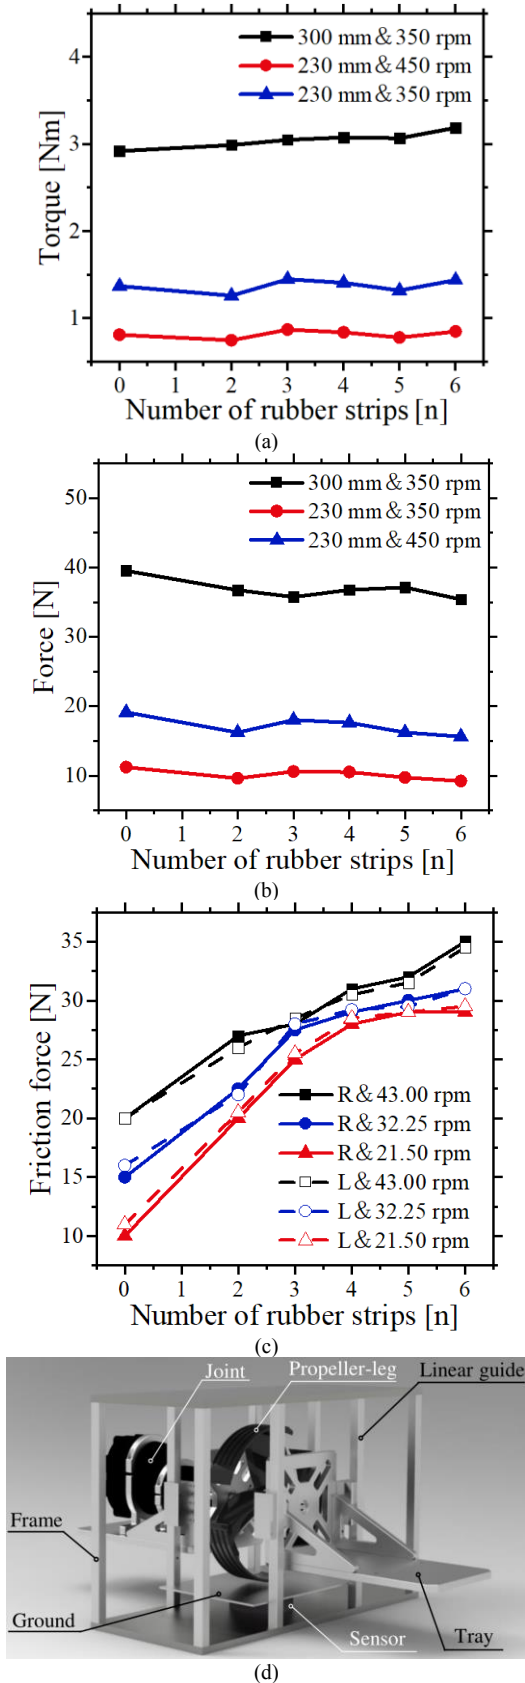 300 mm&350 rpm
230 mm&450 rpm
230 mm&350 rpm
4
3
2
1
Torque [Nm]
0 1 2 3 4 5 6
Number of rubber strips [n]
(a)
300 mm&350 rpm
230 mm&350 rpm
230 mm&450 rpm
50
40
30
20
10
Force [N]
0 1 2 3 4 5 6
Number of rubber strips [n]
(b)
35
30
25
20
15
10
Friction force [N]
R&43.00 rpm
R&32.25 rpm
R&21.50 rpm
L&43.00 rpm
L&32.25 rpm
L&21.50 rpm
0 1 2 3 4 5 6
Number of rubber strips [n]
(c)
Joint
Propeller-leg
Linear guide
Frame
Ground
Sensor
Tray
(d)